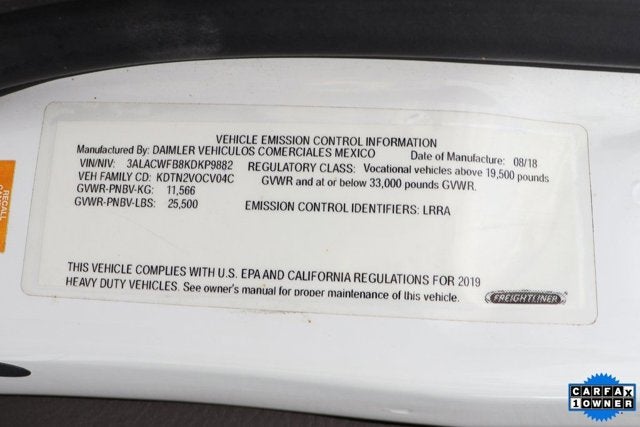 VEHICLE EMISSION CONTROL INFORMATION
Manufactured By: DAIMLER VEHICULOS COMERCIALES MEXICO Date of Manufacture: 08/18
VIN/NIV: 3ALACWFB8KDKP9882 REGULATORY CLASS: Vocational vehicles above 19,500 pounds
VEH FAMILY CD: KDTN2VOCV04C GVWR and at or below 33,000 pounds GVWR.
GVWR-PNBV-KG: 11,566
GVWR-PNBV-LBS: 25,500 EMISSION CONTROL IDENTIFIERS: LRRA
THIS VEHICLE COMPLIES WITH U.S. EPA AND CALIFORNIA REGULATIONS FOR 2019
HEAVY DUTY VEHICLES. See owner's manual for proper maintenance of this vehicle.
FREIGHTLINER
RECALL
CARFAX
1 OWNER